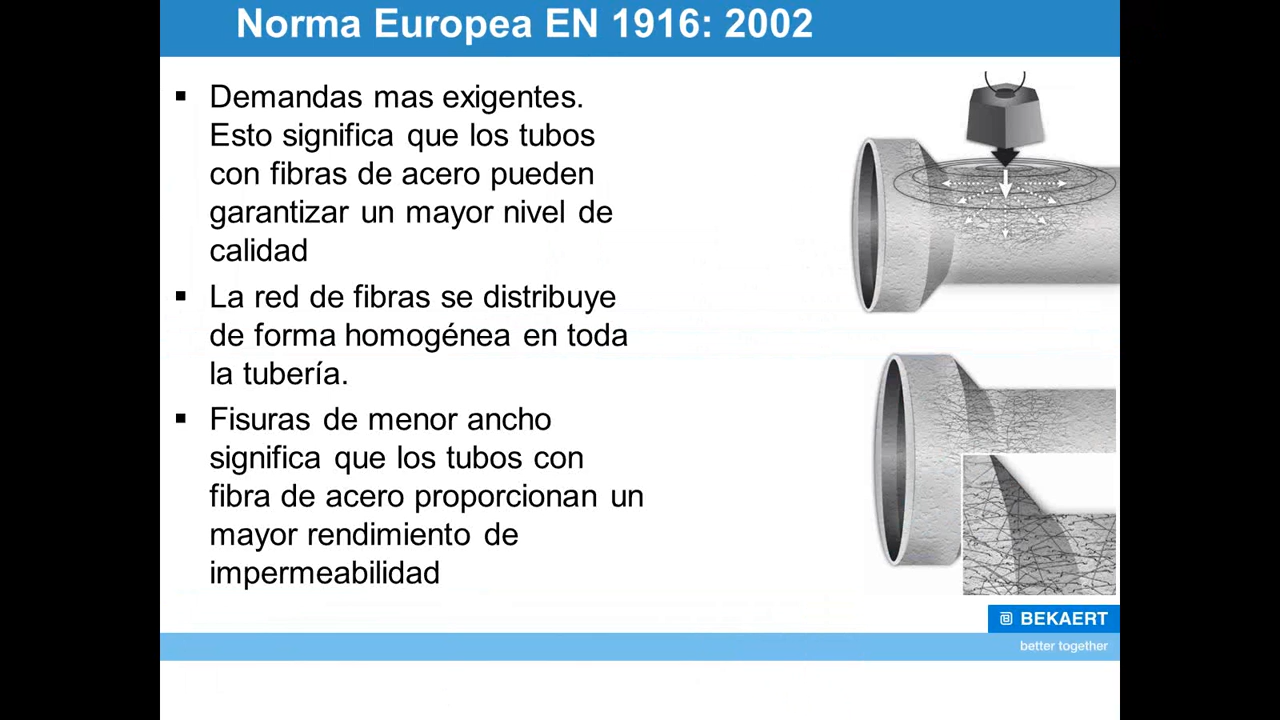 Norma Europea EN 1916: 2002
▪ Demandas mas exigentes.
Esto significa que los tubos
con fibras de acero pueden
garantizar un mayor nivel de
calidad
▪ La red de fibras se distribuye
de forma homogénea en toda
la tubería.
▪ Fisuras de menor ancho
significa que los tubos con
fibra de acero proporcionan un
mayor rendimiento de
impermeabilidad
BEKAERT
better together